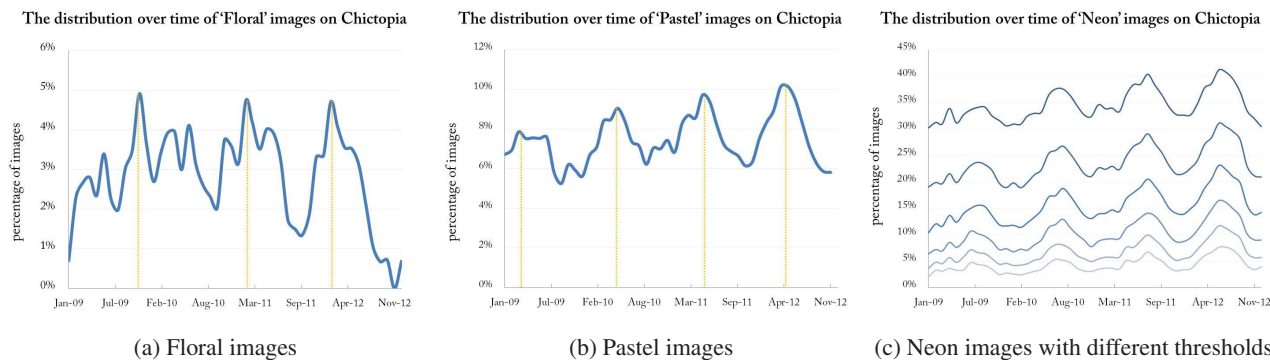 The distribution over time of 'Floral' images on Chictopia
percentage of images
6%
5%
4%
3%
2%
1%
0%
Jan-09 Jul-09 Feb-10 Aug-10 Mar-11 Sep-11 Apr-12 Nov-12
(a) Floral images
The distribution over time of 'Pastel' images on Chictopia
percentage of images
12%
10%
8%
6%
4%
2%
0%
Jan-09 Jul-09 Feb-10 Aug-10 Mar-11 Sep-11 Apr-12 Nov-12
(b) Pastel images
The distribution over time of 'Neon' images on Chictopia
percentage of images
45%
40%
35%
30%
25%
20%
15%
10%
5%
0%
Jan-09 Jul-09 Feb-10 Aug-10 Mar-11 Sep-11 Apr-12 Nov-12
(c) Neon images with different thresholds